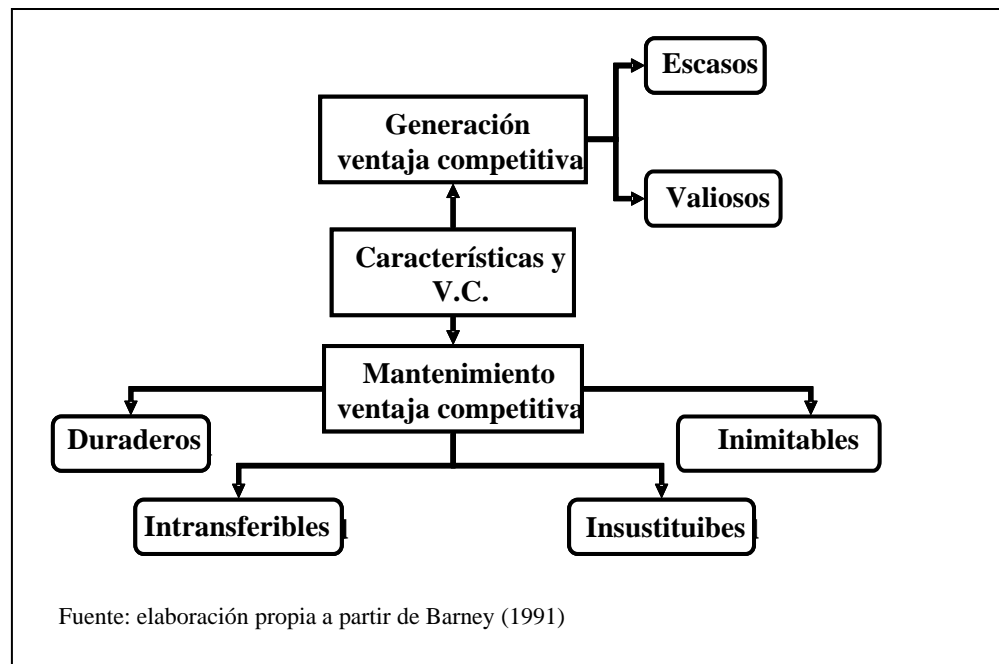 Escasos
Generación
ventaja competitiva
Valiosos
Características y
V.C.
Mantenimiento
ventaja competitiva
Duraderos
Inimitables
Intransferibles
Insustituibes
Fuente: elaboración propia a partir de Barney (1991)